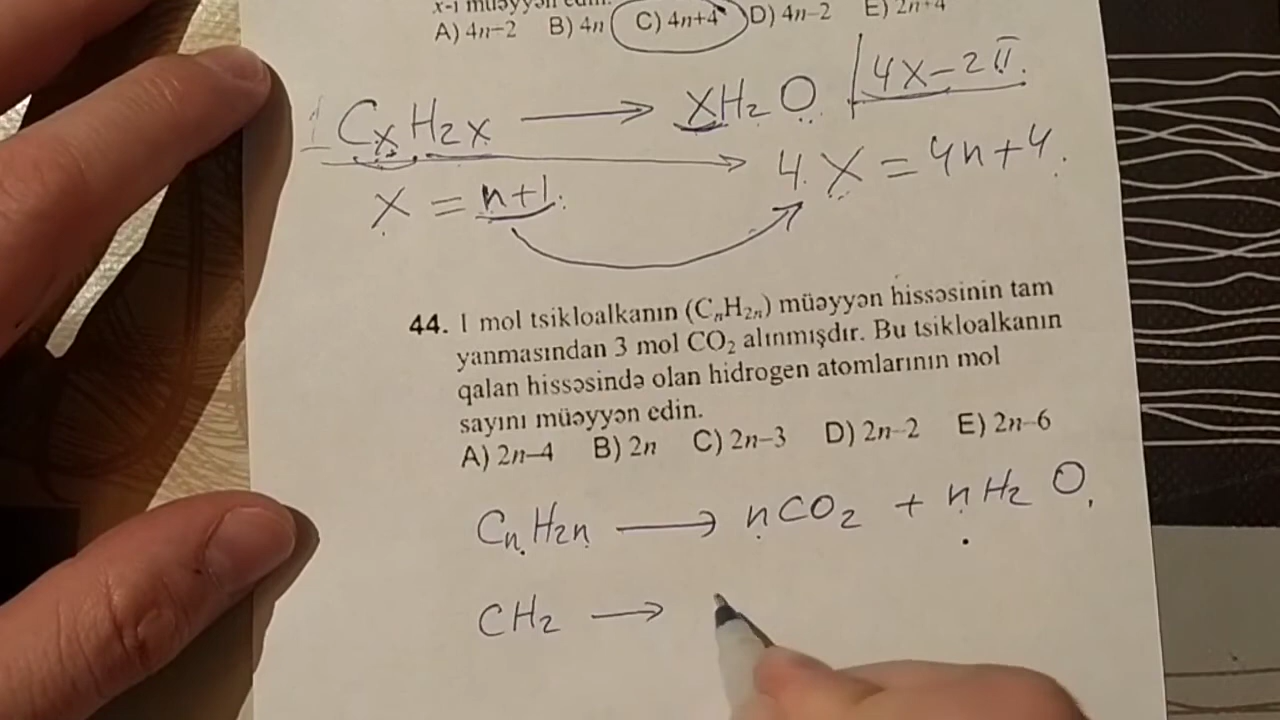 x-i müəyyən edin.
A) 4n−2 B) 4n C) 4n+4 D) 4n−2 E) 2n+4
1 CxH2x → xH2O | 4x−2π.
x = n+1. 4.x = 4n+4.
44. 1 mol tsikloalkanın (CnH2n) müəyyən hissəsinin tam
yanmasından 3 mol CO2 alınmışdır. Bu tsikloalkanın
qalan hissəsində olan hidrogen atomlarının mol
sayını müəyyən edin.
A) 2n−4 B) 2n C) 2n−3 D) 2n−2 E) 2n−6
CnH2n → nCO2 + nH2O,
CH2 →